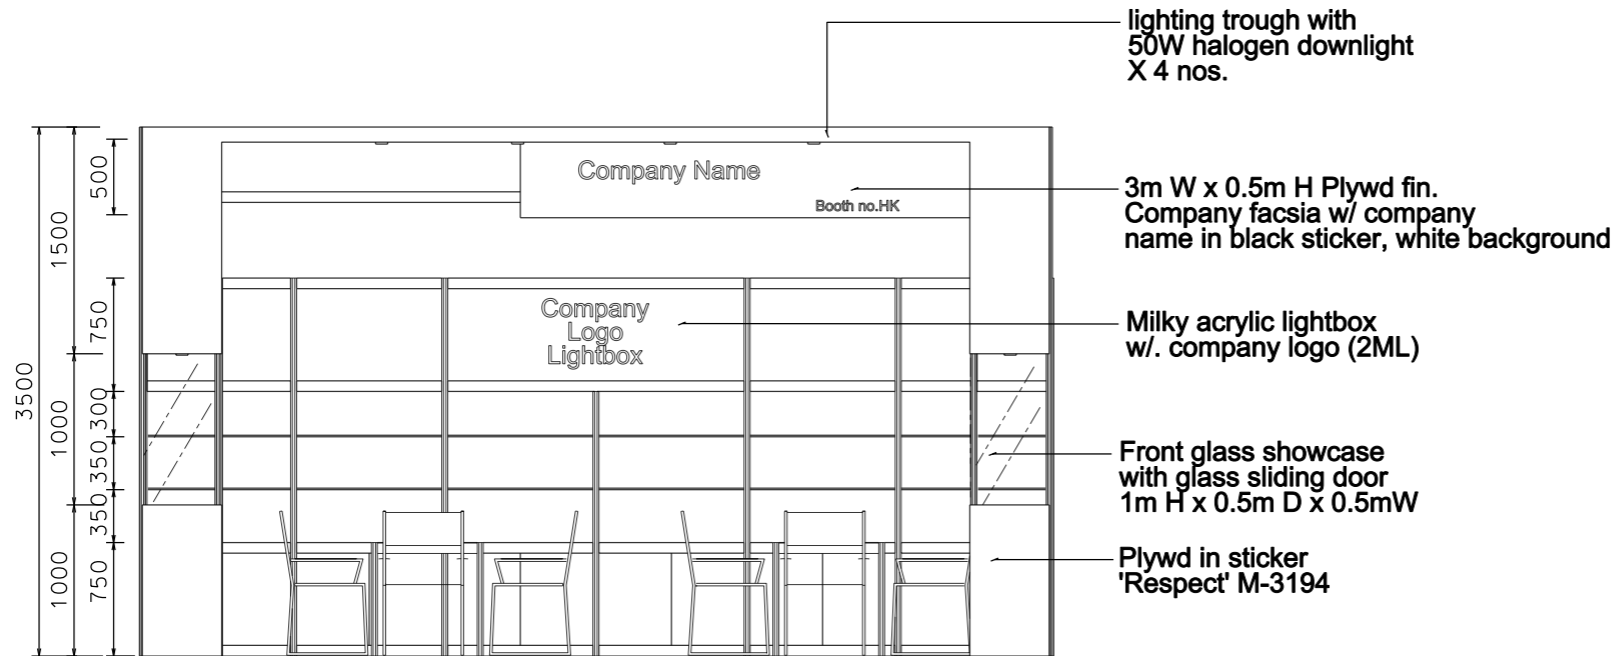 lighting trough with
50W halogen downlight
X 4 nos.
500
Company Name
3m W x 0.5m H Plywd fin.
Company facsia w/ company
name in black sticker, white background
Booth no.HK
1500
750
Company
Logo
Lightbox
Milky acrylic lightbox
w/. company logo (2ML)
3500
1000
300
350
350
Front glass showcase
with glass sliding door
1m H x 0.5m D x 0.5mW
1000
750
Plywd in sticker
'Respect' M-3194